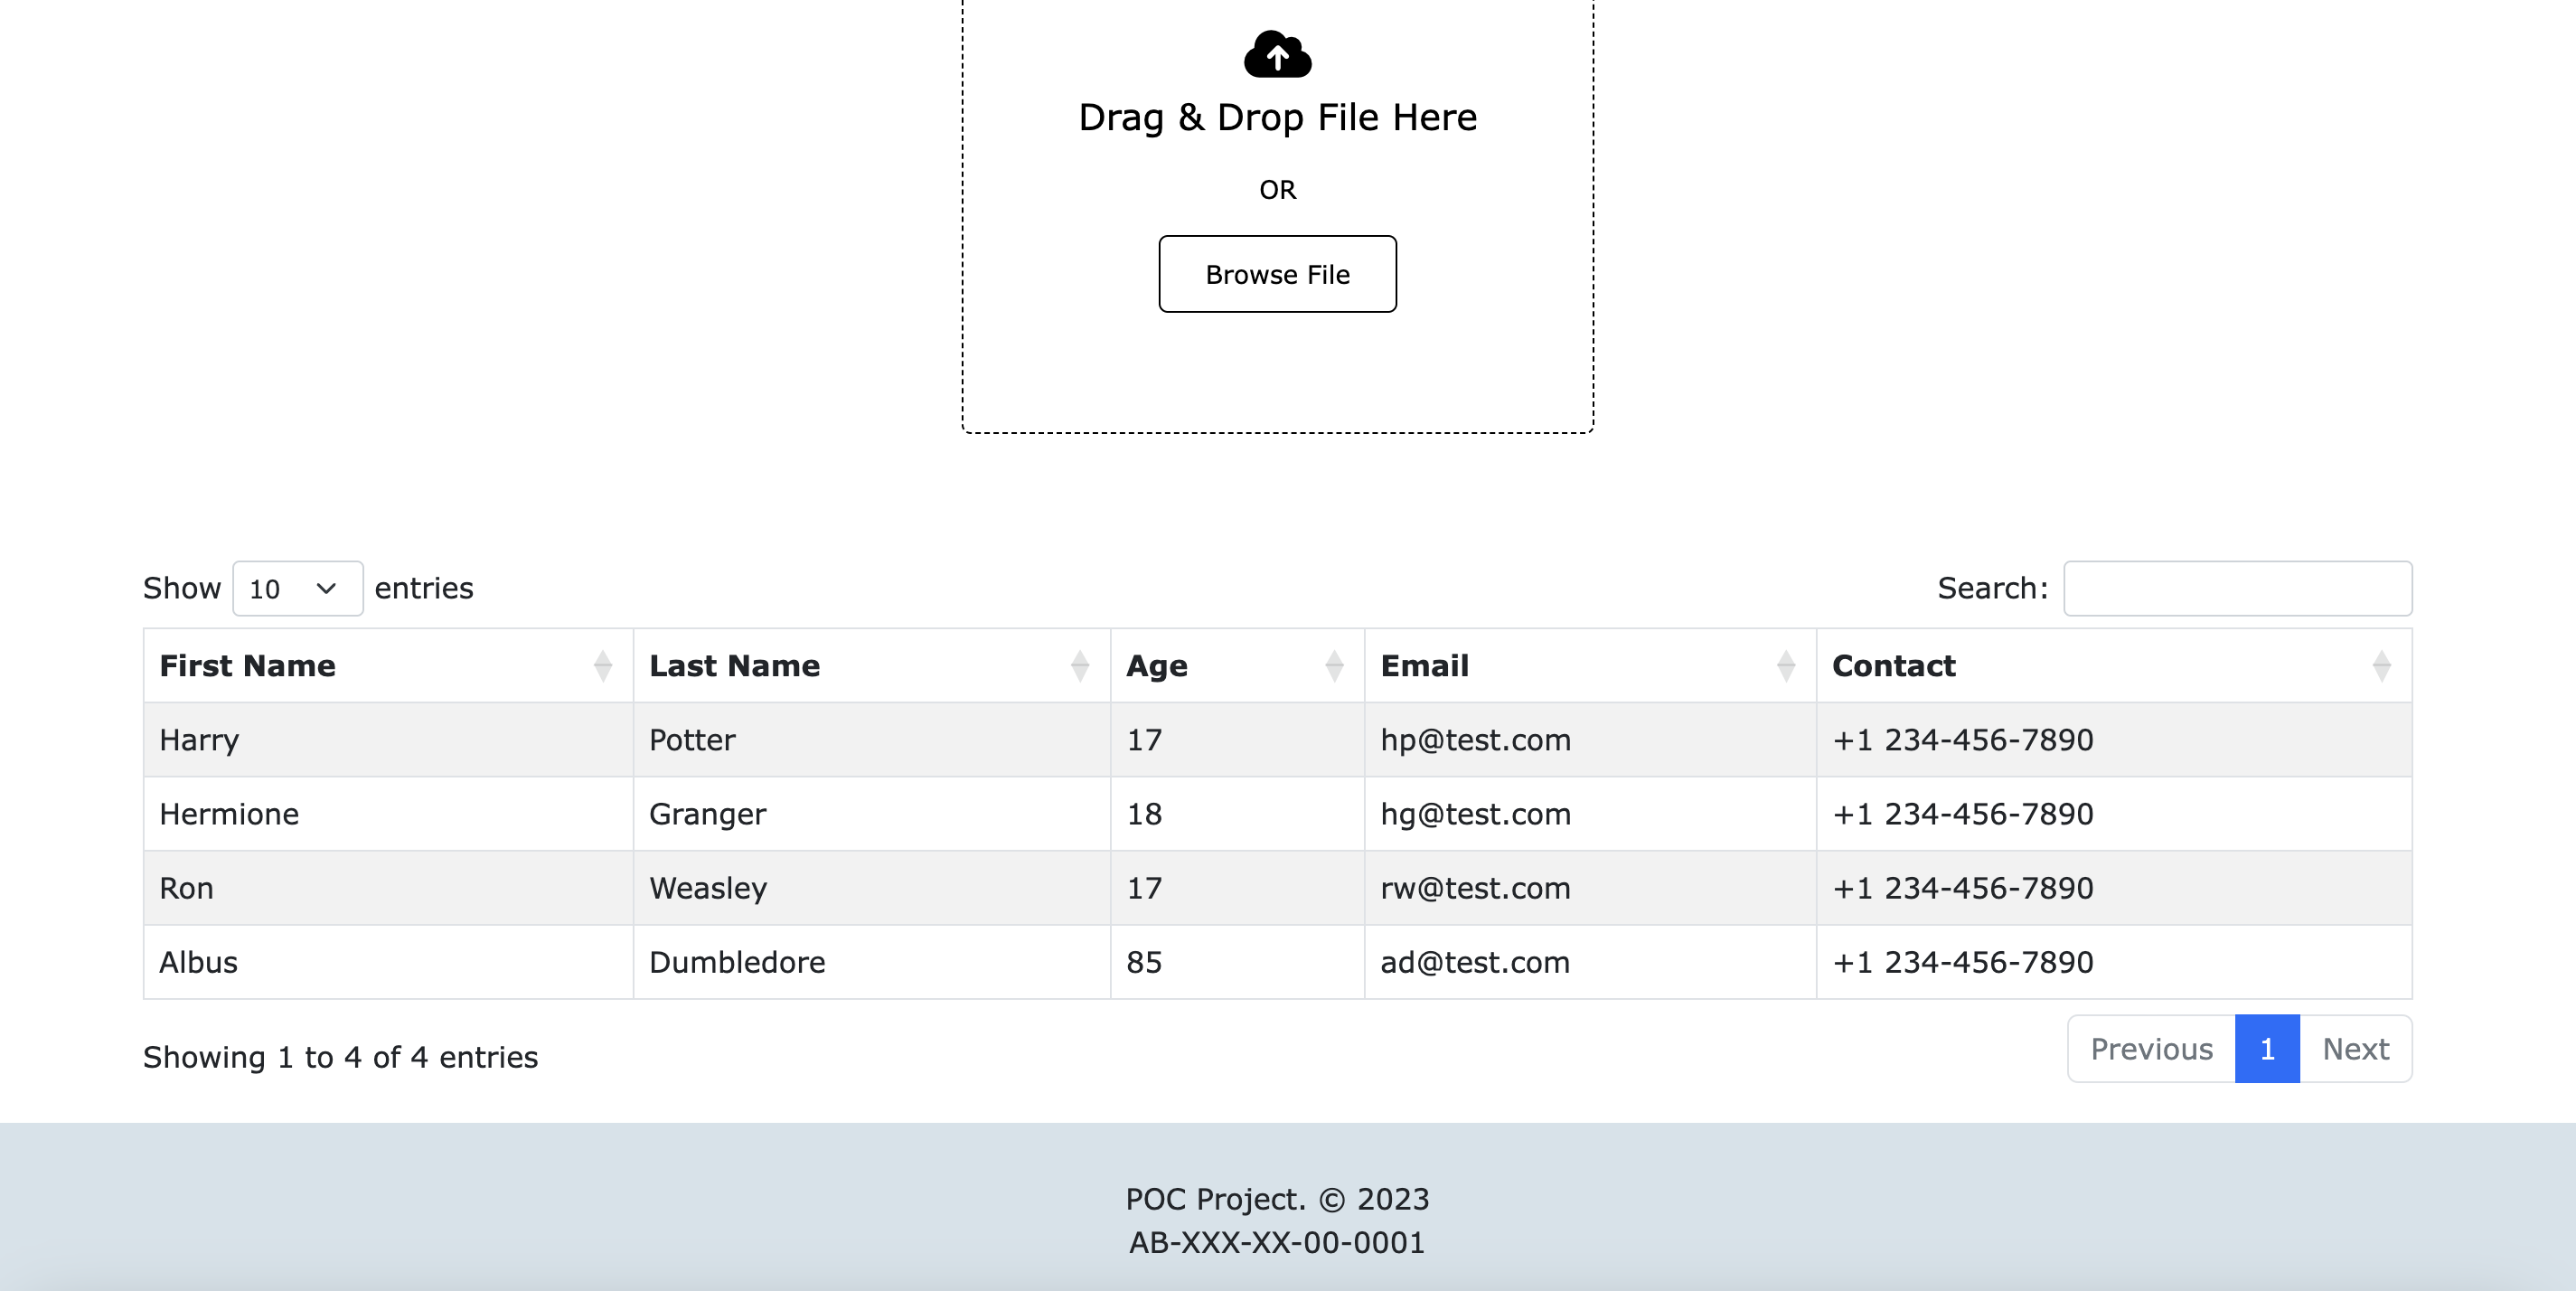 Drag & Drop File Here
OR
Browse File
Show 10 entries Search:
First Name Last Name Age Email Contact
Harry Potter 17 hp@test.com +1 234-456-7890
Hermione Granger 18 hg@test.com +1 234-456-7890
Ron Weasley 17 rw@test.com +1 234-456-7890
Albus Dumbledore 85 ad@test.com +1 234-456-7890
Showing 1 to 4 of 4 entries Previous 1 Next
POC Project. © 2023
AB-XXX-XX-00-0001